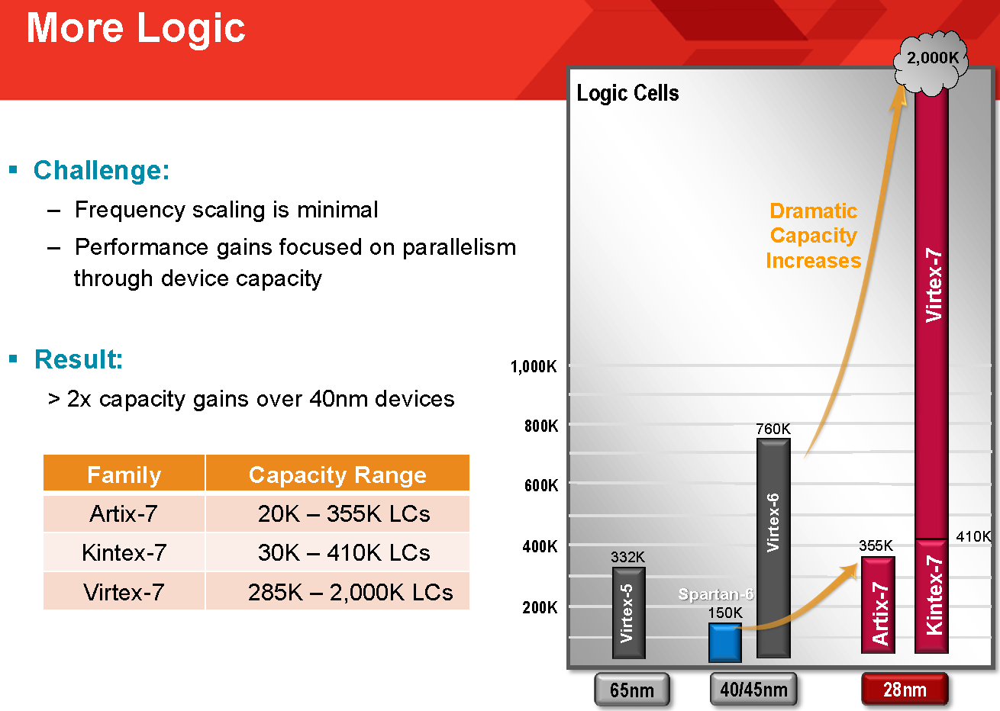 More Logic
Challenge:
– Frequency scaling is minimal
– Performance gains focused on parallelism
through device capacity
Result:
> 2x capacity gains over 40nm devices
Family Capacity Range
Artix-7 20K – 355K LCs
Kintex-7 30K – 410K LCs
Virtex-7 285K – 2,000K LCs
Logic Cells
2,000K
Dramatic
Capacity
Increases
Virtex-7
1,000K
800K
760K
600K
Virtex-6
400K
410K
355K
332K
Virtex-5
Spartan-6
150K
200K
Artix-7
Kintex-7
65nm
40/45nm
28nm